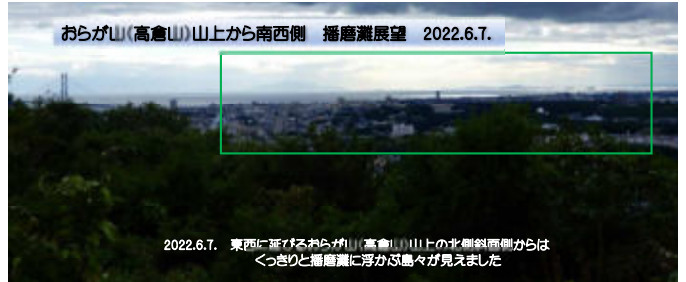 おらが山(高倉山)山上から南西側 播磨灘展望 2022.6.7.
2022.6.7. 東西に延びるおらが山(高倉山)山上の北側斜面側からは
くっきりと播磨灘に浮かぶ島々が見えました